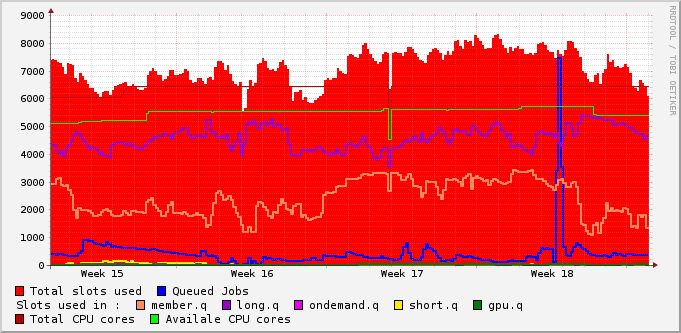 9000
8000
7000
6000
5000
4000
3000
2000
1000
0
Week 15 Week 16 Week 17 Week 18
Total slots used Queued Jobs
Slots used in : member.q long.q ondemand.q short.q gpu.q
Total CPU cores Availale CPU cores
RRDTOOL / TOBI OETIKER